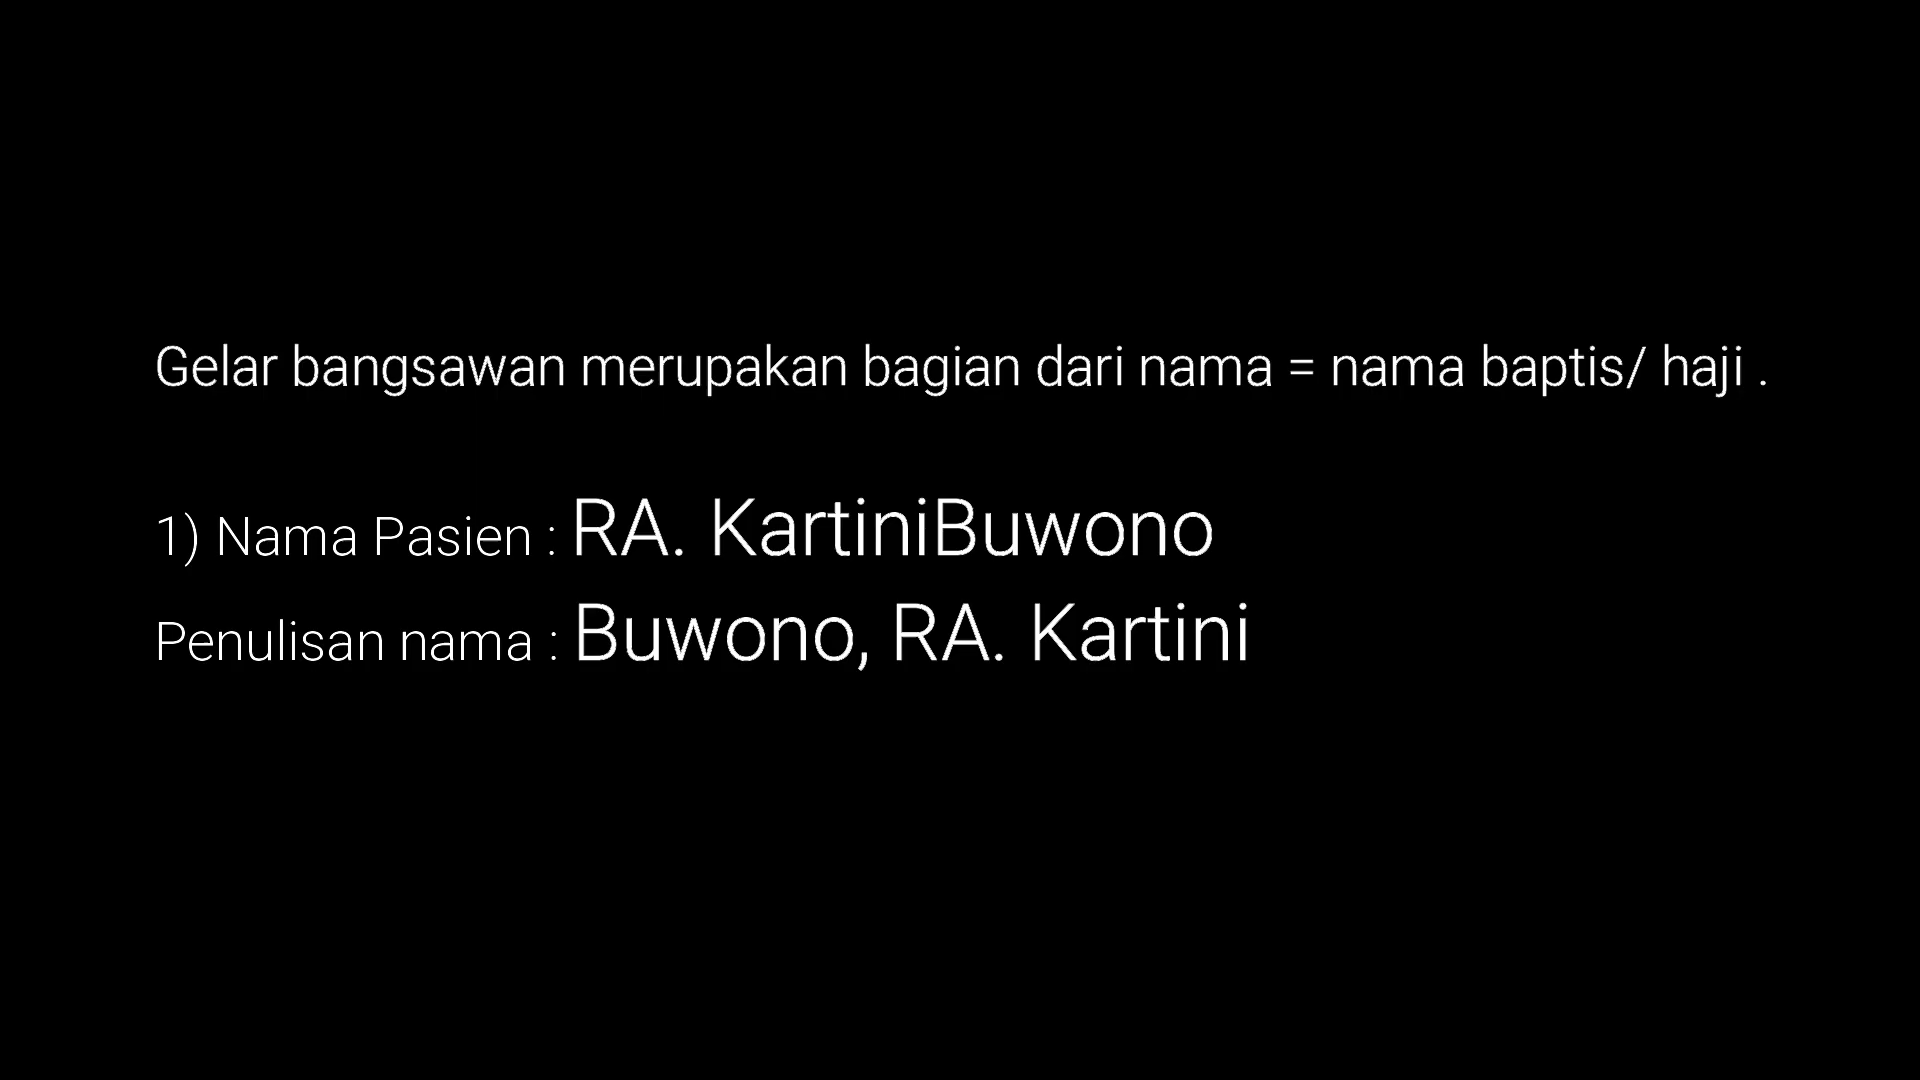 Gelar bangsawan merupakan bagian dari nama = nama baptis/ haji .
1) Nama Pasien : RA. KartiniBuwono
Penulisan nama : Buwono, RA. Kartini